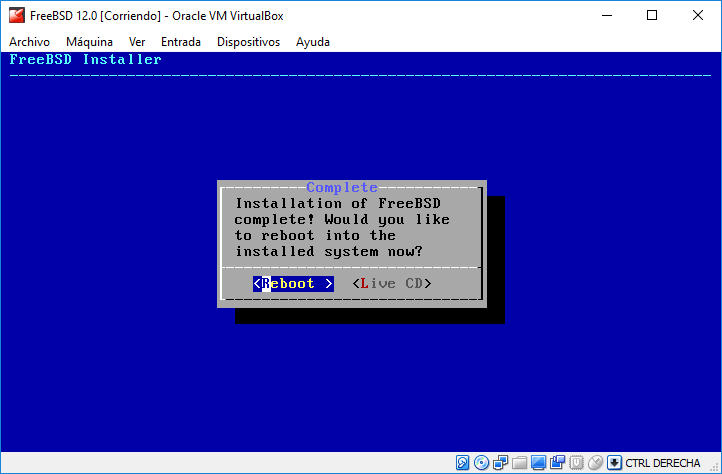 FreeBSD 12.0 [Corriendo] - Oracle VM VirtualBox
Archivo Máquina Ver Entrada Dispositivos Ayuda
FreeBSD Installer
Complete
Installation of FreeBSD
complete! Would you like
to reboot into the
installed system now?
<Reboot > <Live CD>
CTRL DERECHA